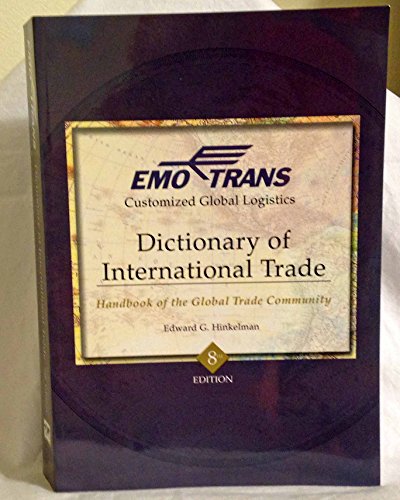 EMO TRANS
Customized Global Logistics
Dictionary of
International Trade
Handbook of the Global Trade Community
Edward G. Hinkelman
8th
EDITION